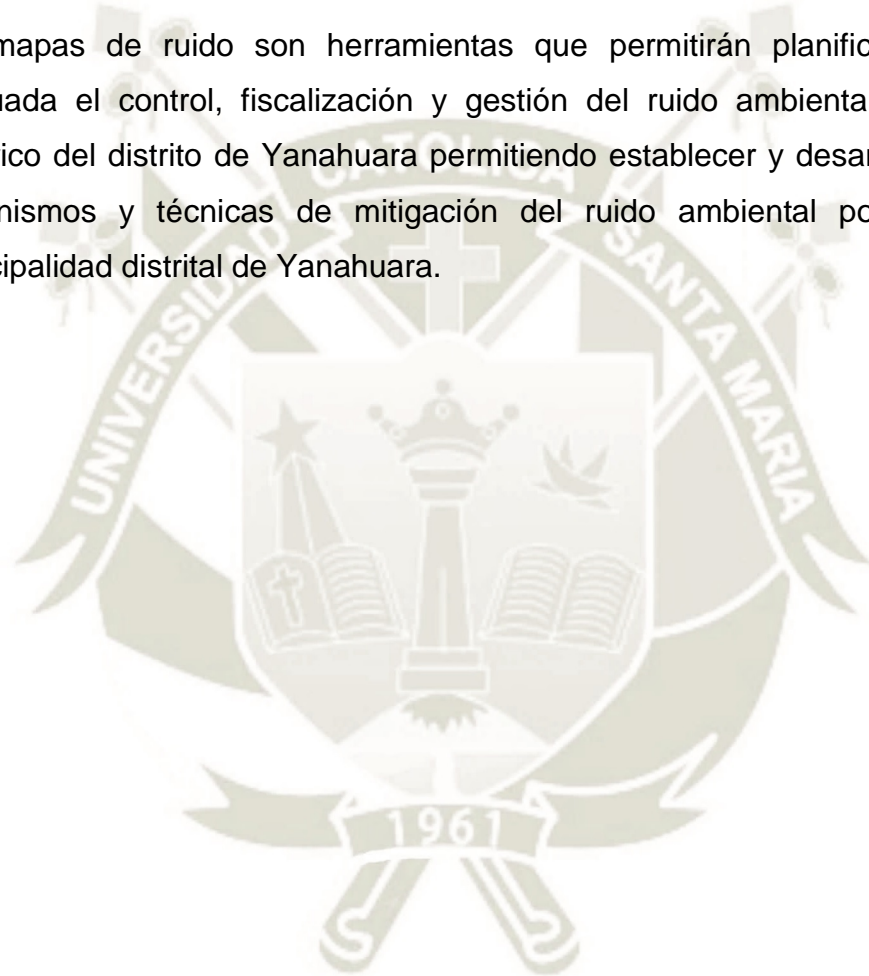 mapas de ruido son herramientas que permitirán planific
uada el control, fiscalización y gestión del ruido ambienta
ico del distrito de Yanahuara permitiendo establecer y desar
nismos y técnicas de mitigación del ruido ambiental po
cipalidad distrital de Yanahuara.
UNIVERSIDAD CATOLICA SANTA MARIA
1961